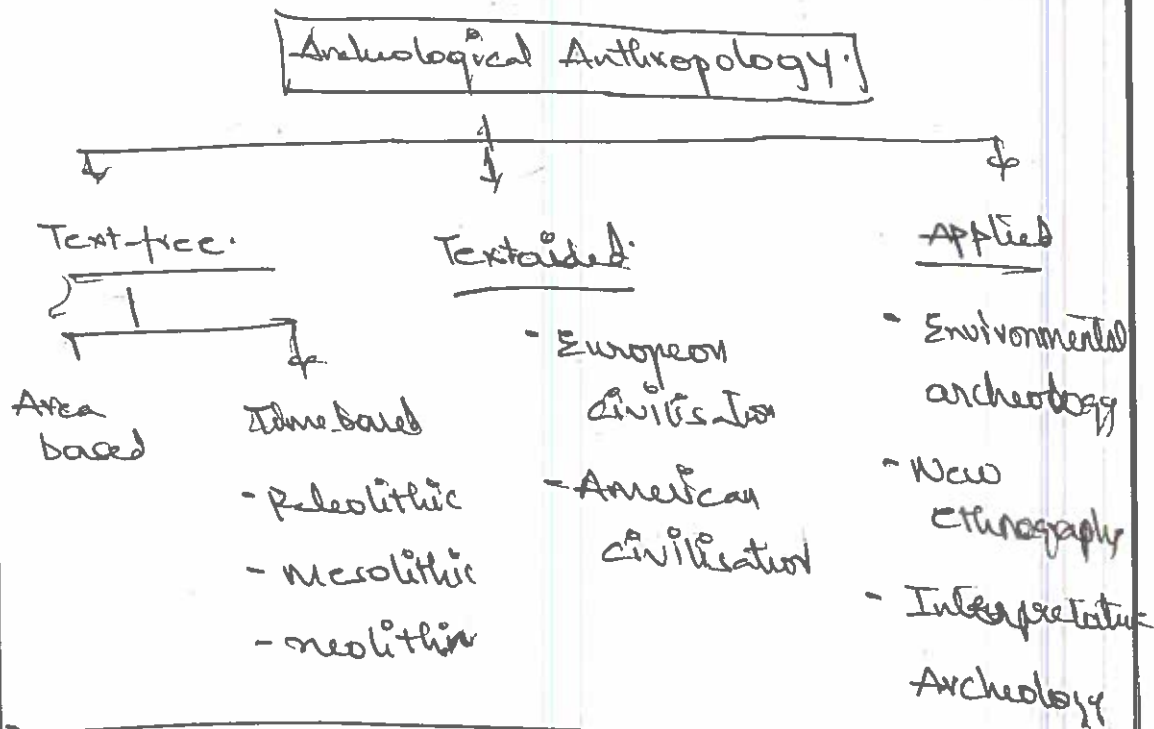 Archeological Anthropology.
Text-free.
Area
based
Time based
- Paleolithic
- mesolithic
- neolithic
Textaided.
- European
civilisation
- American
civilisation
Applied
- Environmental
archeology
- New
ethnography
- Interpretative
Archeology